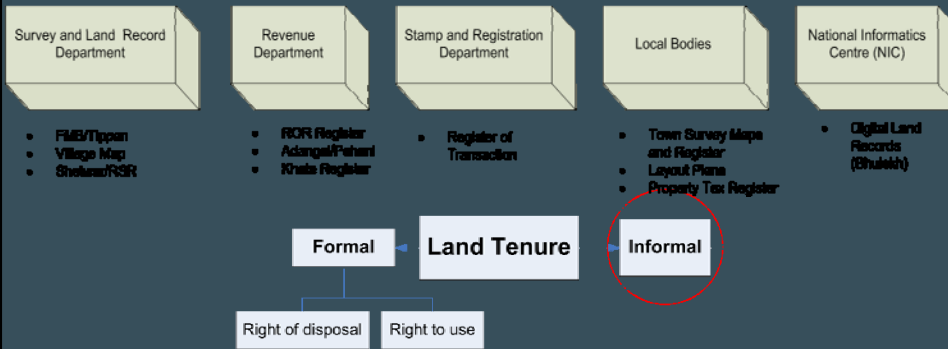 Survey and Land Record
Department
Revenue
Department
Stamp and Registration
Department
Local Bodies
National Informatics
Centre (NIC)
FMB/Tippan
Village Map
Shetwar/RSR
ROR Register
Adangal/Pahani
Khata Register
Register of
Transaction
Town Survey Maps
and Register
Layout Plans
Property Tax Register
Digital Land
Records
(Bhulekh)
Formal
Land Tenure
Informal
Right of disposal
Right to use